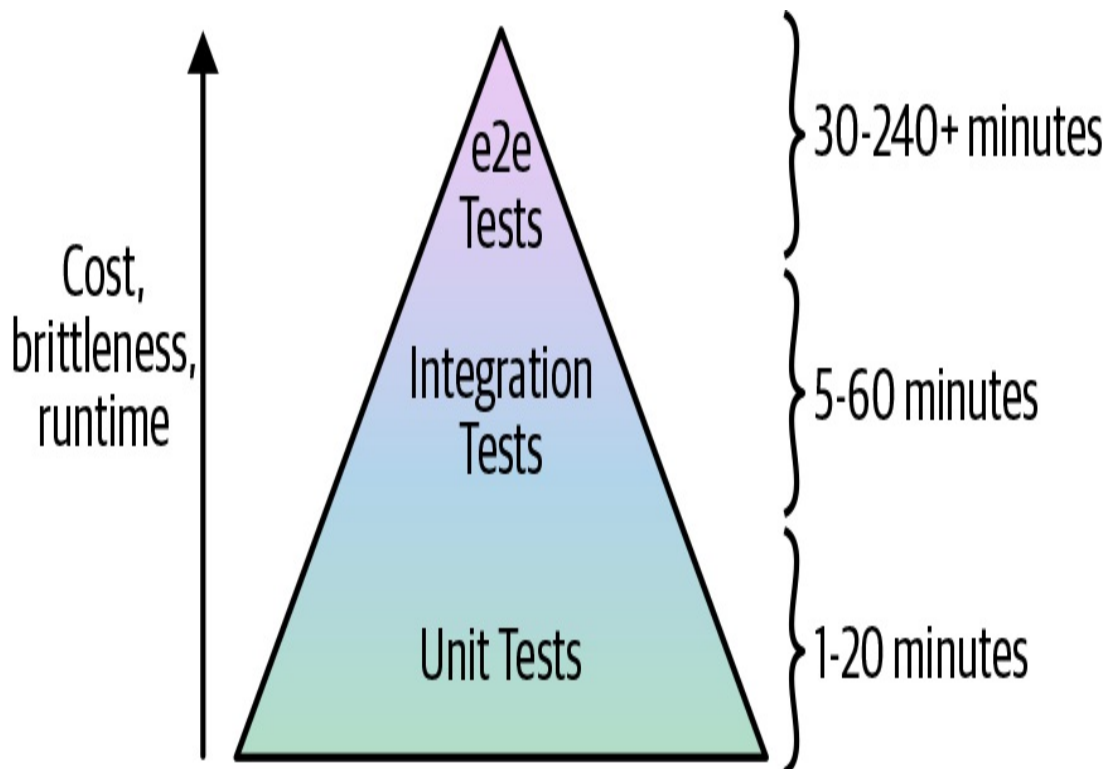 e2e
Tests
30-240+ minutes
Cost,
brittleness,
runtime
Integration
Tests
5-60 minutes
Unit Tests
1-20 minutes